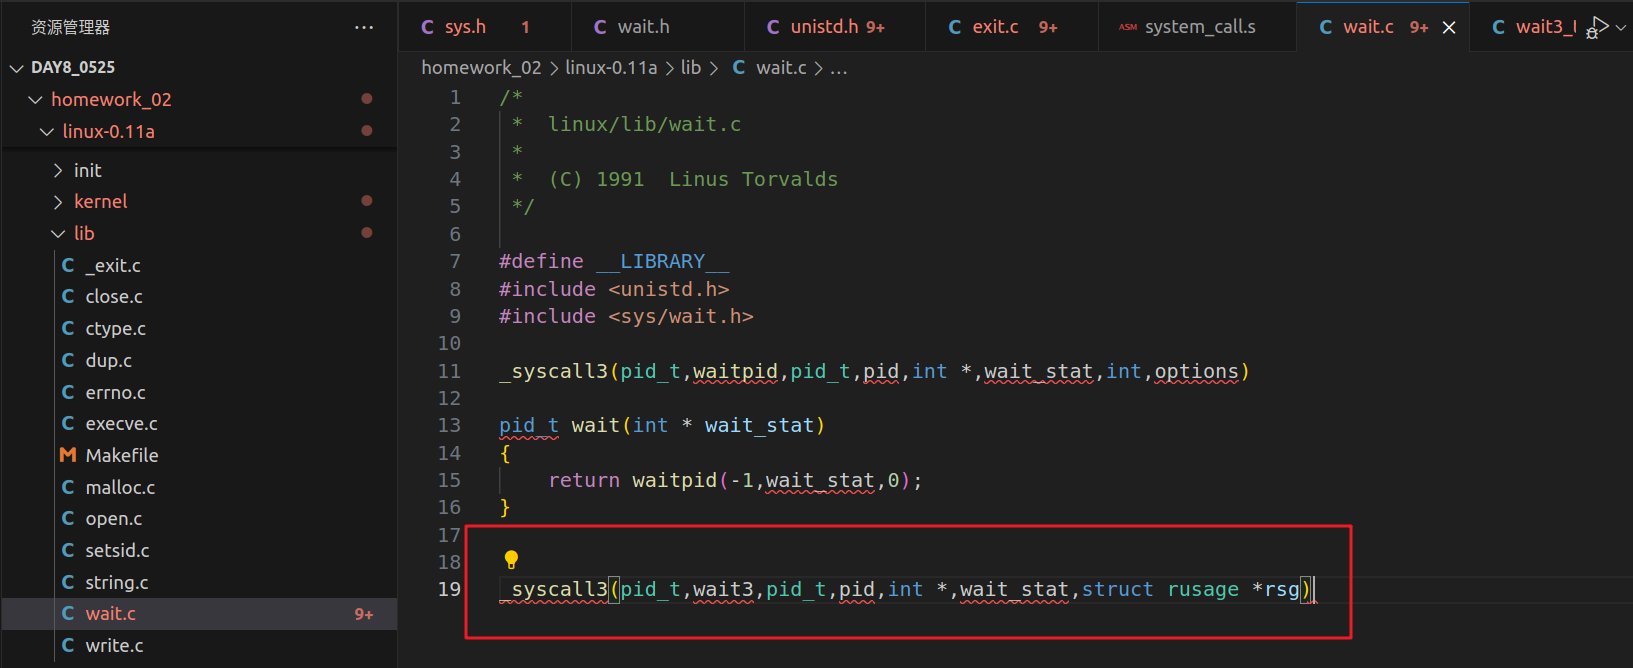 资源管理器 ...
DAY8_0525
homework_02
linux-0.11a
init
kernel
lib
C _exit.c
C close.c
C ctype.c
C dup.c
C errno.c
C execve.c
M Makefile
C malloc.c
C open.c
C setsid.c
C string.c
C wait.c 9+
C write.c
C sys.h 1
C wait.h
C unistd.h 9+
C exit.c 9+
ASM system_call.s
C wait.c 9+
C wait3_t
homework_02 > linux-0.11a > lib > C wait.c > ...
1 /*
2 * linux/lib/wait.c
3 *
4 * (C) 1991 Linus Torvalds
5 */
6
7 #define __LIBRARY__
8 #include <unistd.h>
9 #include <sys/wait.h>
10
11 _syscall3(pid_t,waitpid,pid_t,pid,int *,wait_stat,int,options)
12
13 pid_t wait(int * wait_stat)
14 {
15 return waitpid(-1,wait_stat,0);
16 }
17
18
19 _syscall3(pid_t,wait3,pid_t,pid,int *,wait_stat,struct rusage *rsg)